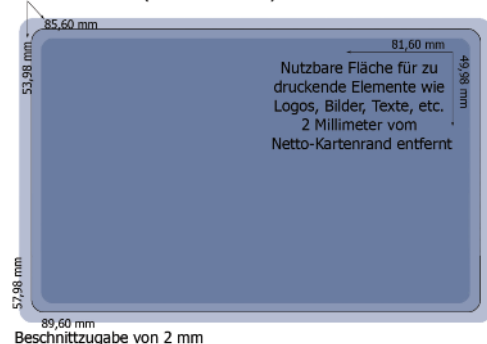 85,60 mm
53,98 mm
81,60 mm
49,98 mm
Nutzbare Fläche für zu
druckende Elemente wie
Logos, Bilder, Texte, etc.
2 Millimeter vom
Netto-Kartenrand entfernt
57,98 mm
89,60 mm
Beschnittzugabe von 2 mm